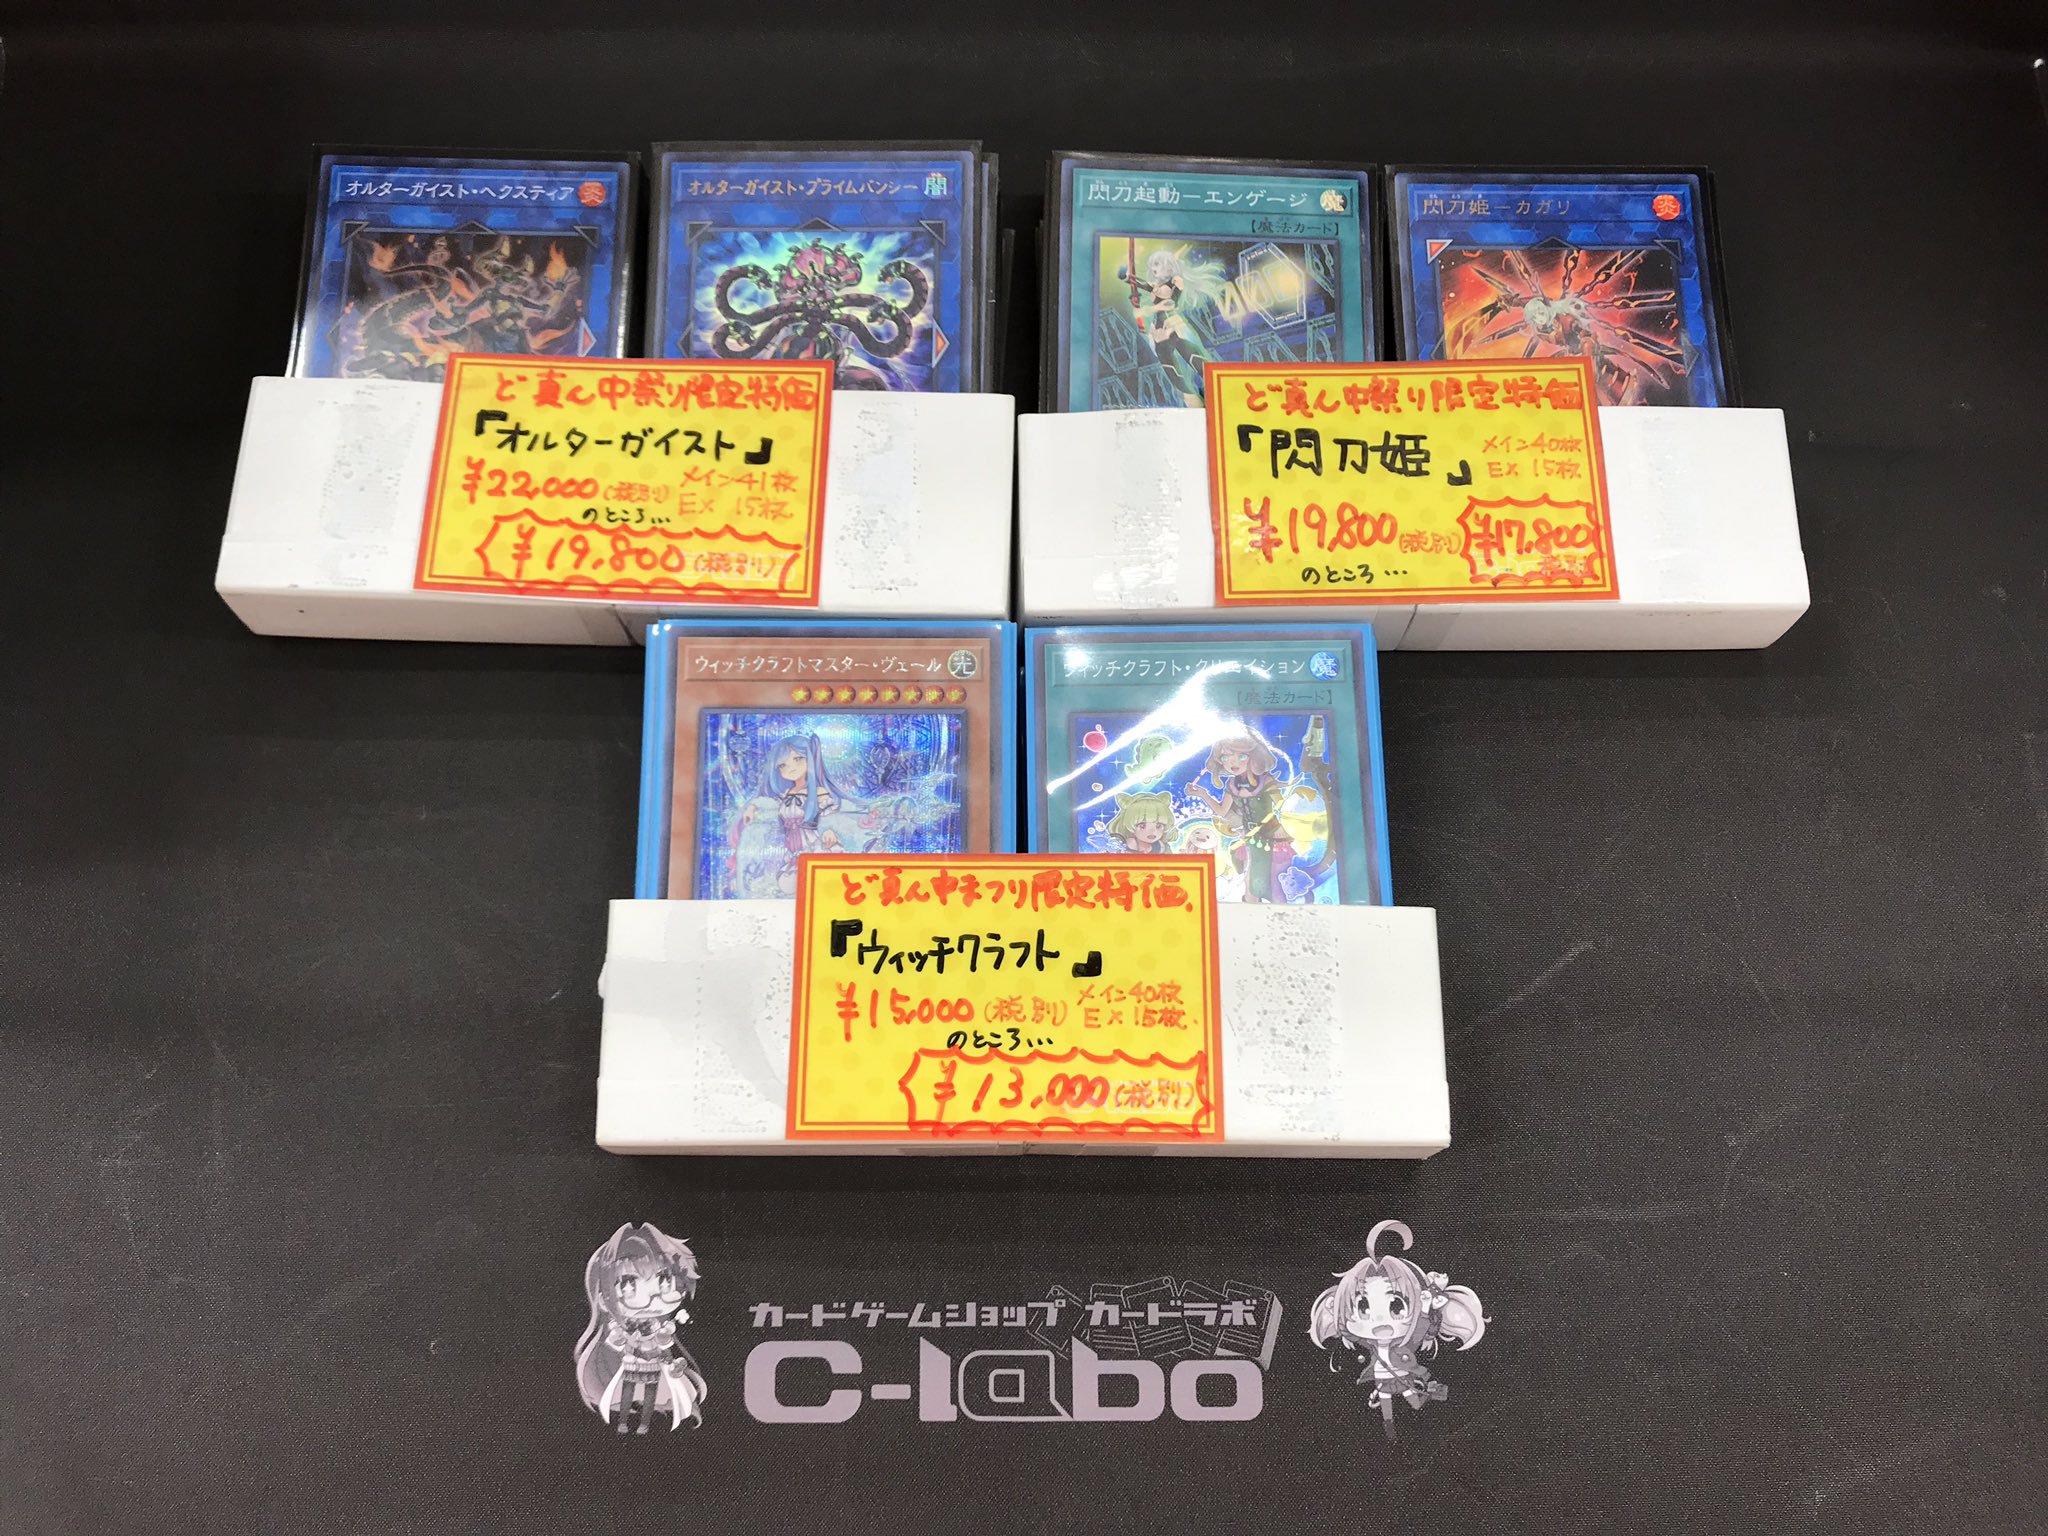 オルターガイスト・ヘクスティア 炎
オルターガイスト・プライムバンシー 闇
閃刀起動－エンゲージ 魔
【魔法カード】
閃刀姫－カガリ 炎
ど真ん中祭り限定特価
『オルターガイスト』
¥22,000(税別) メイン41枚
EX 15枚
のところ…
¥19,800(税別)
ど真ん中祭り限定特価
『閃刀姫』
メイン40枚
EX 15枚
¥19,800(税別)
のところ…
¥17,800
税別
ウィッチクラフトマスター・ヴェール 光
ウィッチクラフト・クリエイション 魔
【魔法カード】
ど真ん中まつり限定特価
『ウィッチクラフト』
¥15,000(税別) メイン40枚
EX 15枚
のところ…
¥13,000(税別)
カードゲームショップ カードラボ
C-labo